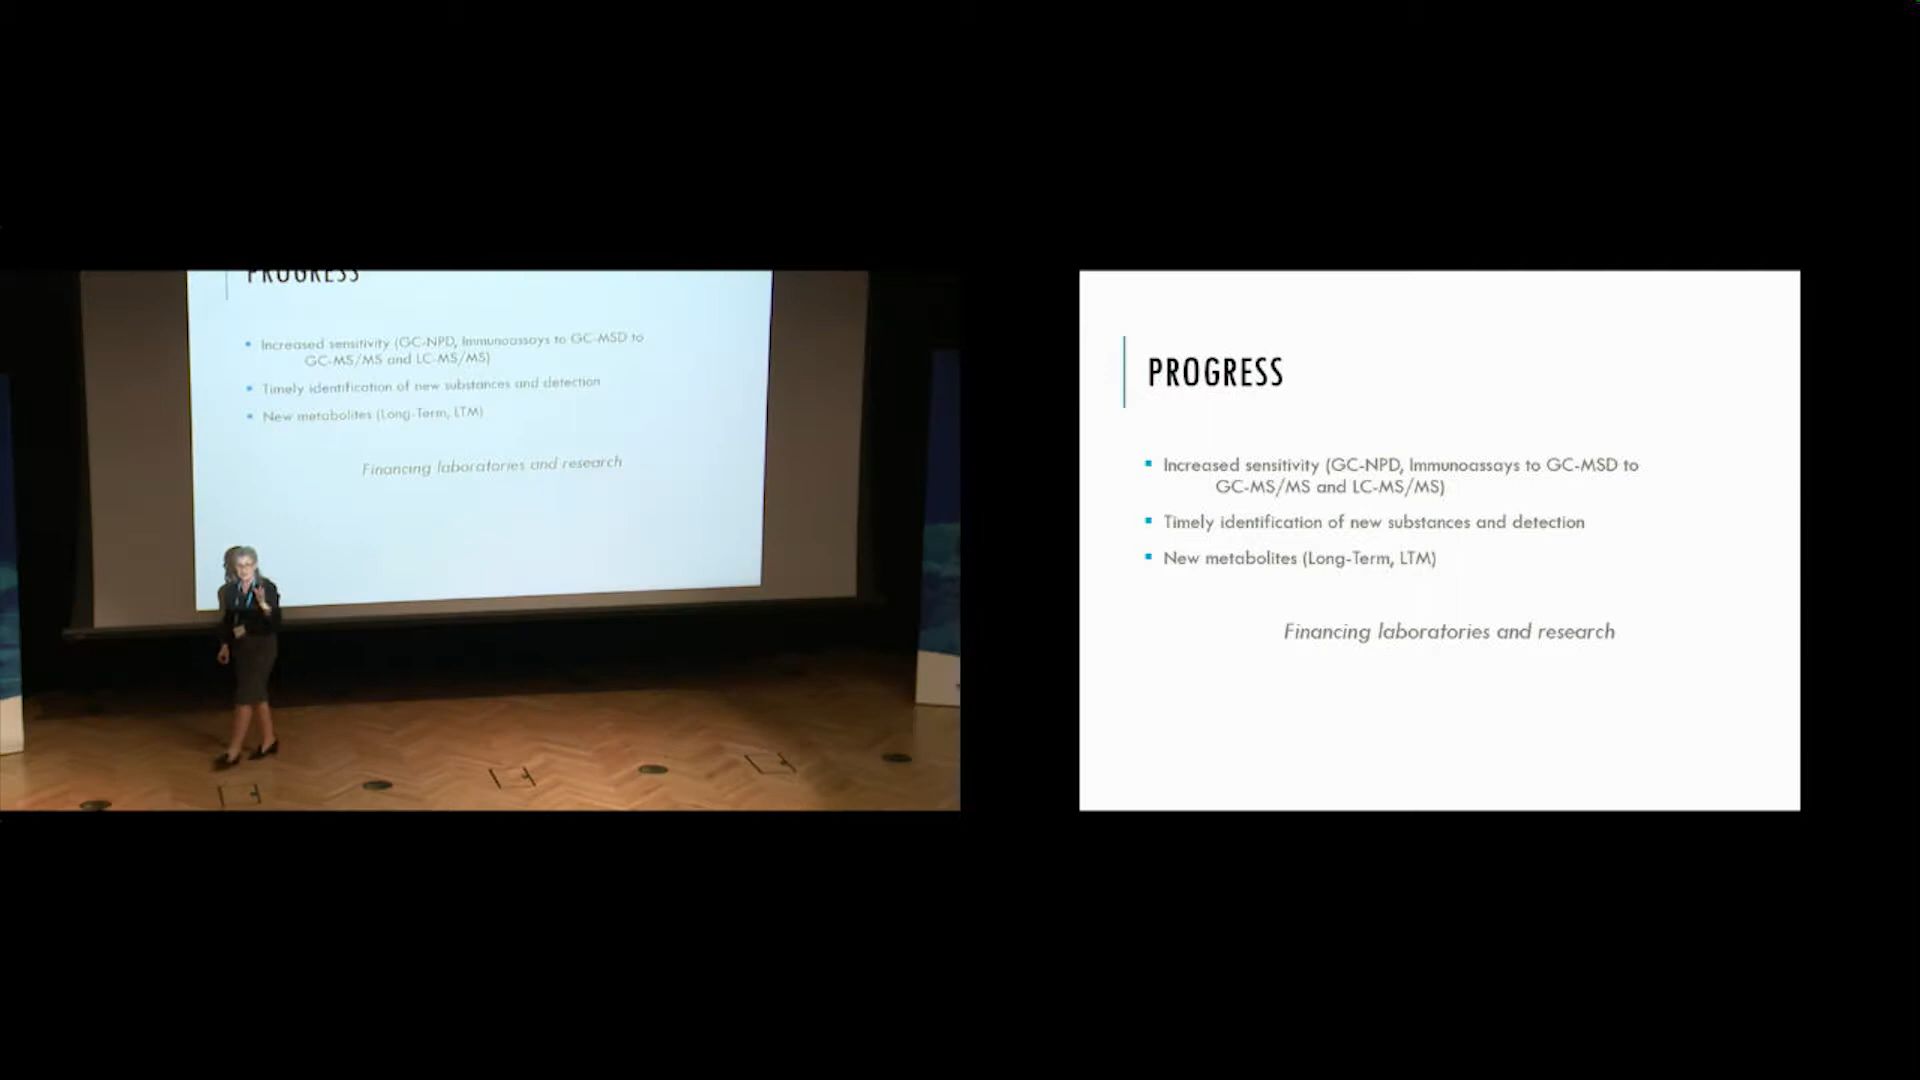 PROGRESS
Increased sensitivity (GC-NPD, Immunoassays to GC-MSD to
GC-MS/MS and LC-MS/MS)
Timely identification of new substances and detection
New metabolites (Long-Term, LTM)
Financing laboratories and research
PROGRESS
Increased sensitivity (GC-NPD, Immunoassays to GC-MSD to
GC-MS/MS and LC-MS/MS)
Timely identification of new substances and detection
New metabolites (Long-Term, LTM)
Financing laboratories and research